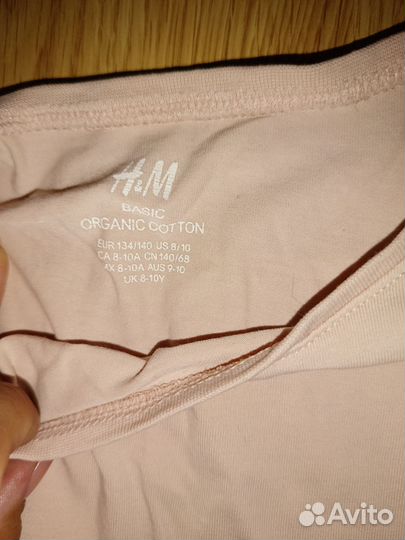 H&M
BASIC
ORGANIC COTTON
EUR 134/140 US 8/10
CA 8-10A CN 140/68
MX 8-10A AUS 9-10
UK 8-10Y
Avito